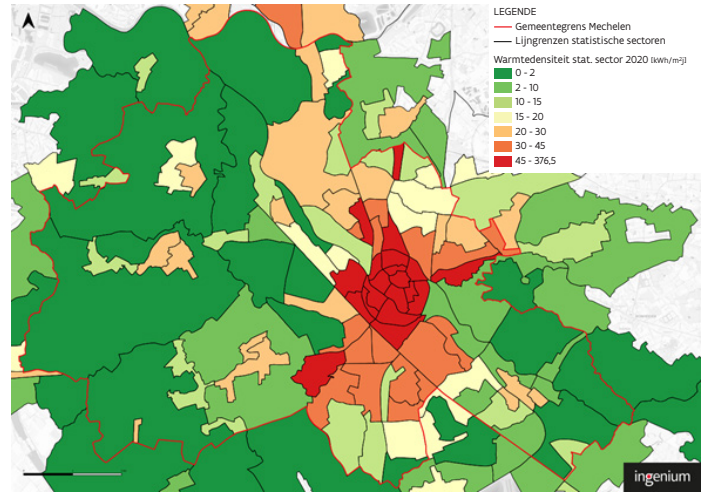 LEGENDE
Gemeentegrens Mechelen
Lijngrenzen statistische sectoren
Warmtedensiteit stat. sector 2020 [kWh/m²j]
0 - 2
2 - 10
10 - 15
15 - 20
20 - 30
30 - 45
45 - 376,5
ingenium